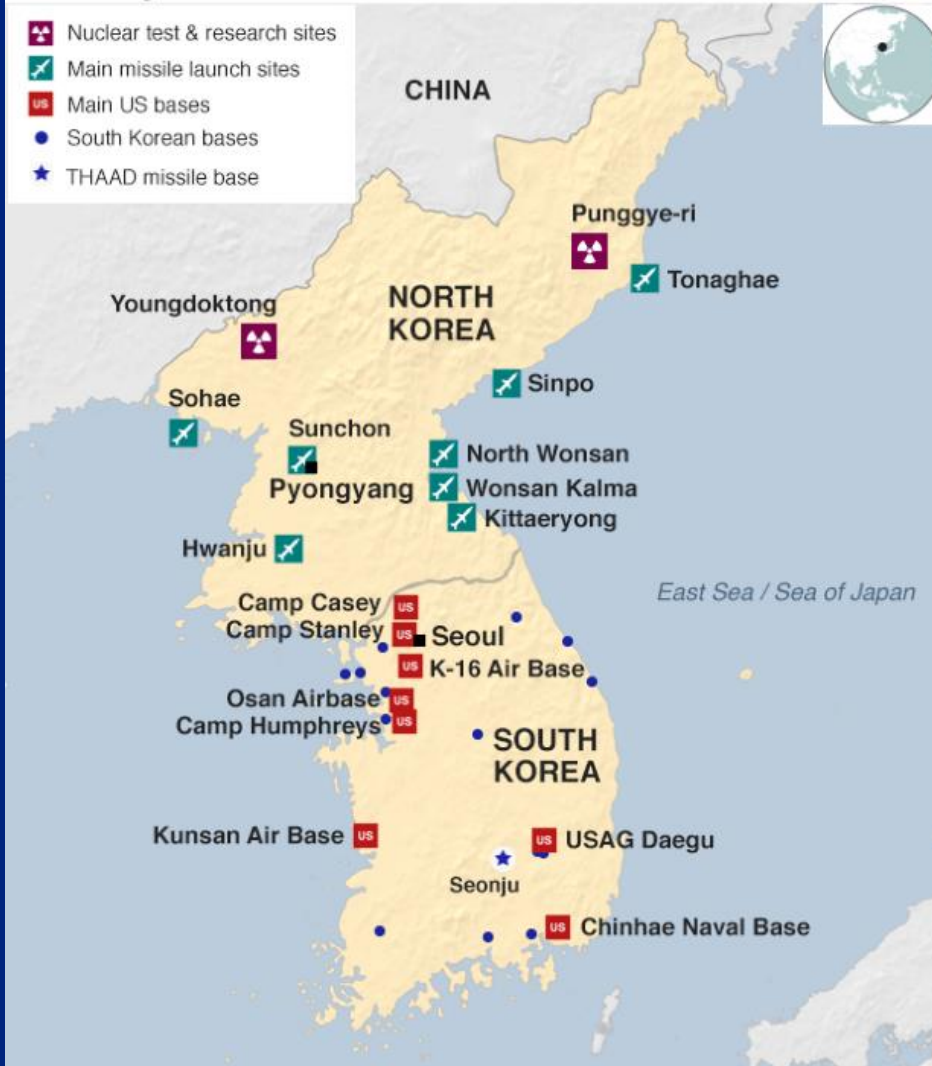 Nuclear test & research sites
Main missile launch sites
US Main US bases
South Korean bases
THAAD missile base
CHINA
Punggye-ri
Tonaghae
NORTH
KOREA
Youngdoktong
Sinpo
Sohae
Sunchon
North Wonsan
Pyongyang
Wonsan Kalma
Kittaeryong
Hwanju
East Sea / Sea of Japan
Camp Casey US
Camp Stanley US
Seoul
US K-16 Air Base
Osan Airbase US
Camp Humphreys US
SOUTH
KOREA
Kunsan Air Base US
US USAG Daegu
Seonju
US Chinhae Naval Base